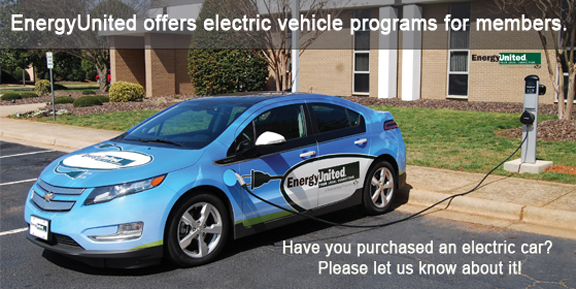 EnergyUnited offers electric vehicle programs for members.
EnergyUnited
EnergyUnited
EnergyUnited
Have you purchased an electric car?
Please let us know about it!